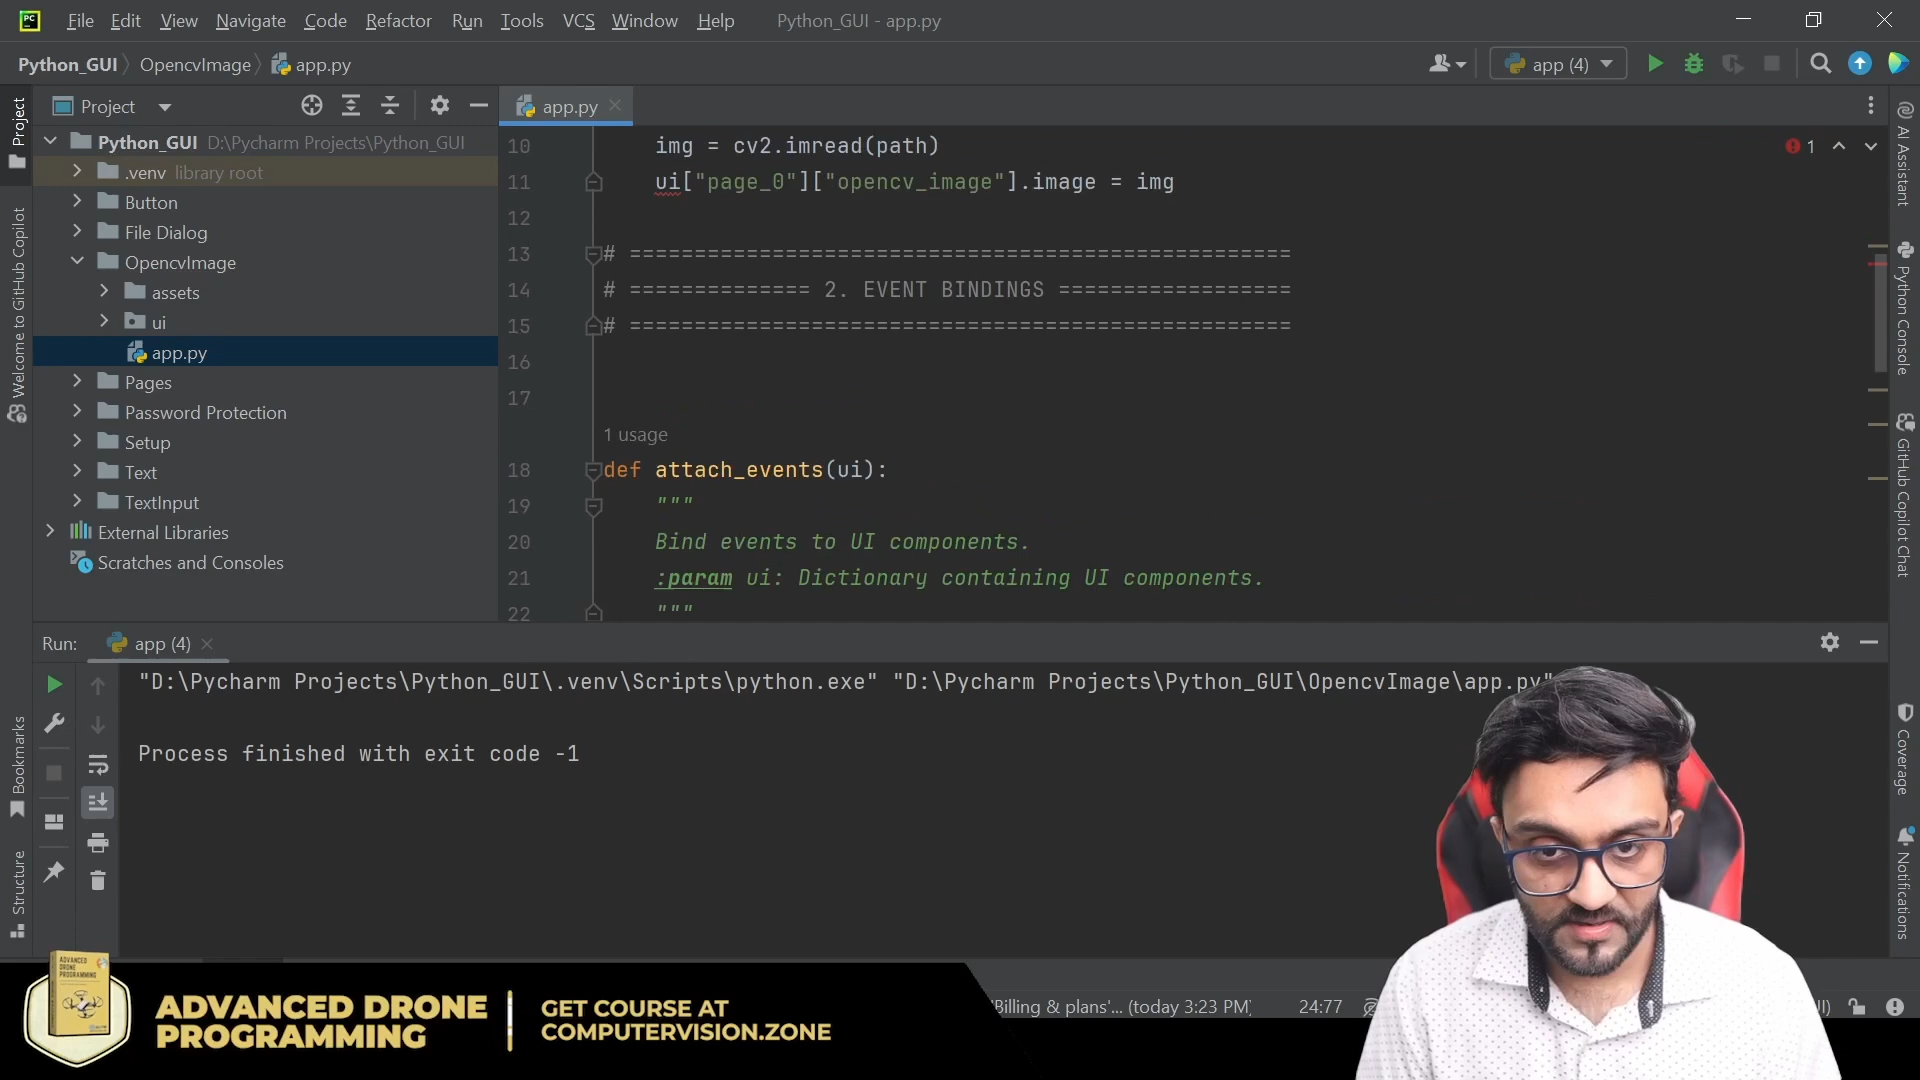 PC File Edit View Navigate Code Refactor Run Tools VCS Window Help Python_GUI - app.py
Python_GUI OpencvImage app.py
app (4)
Project
app.py
Python_GUI D:\Pycharm Projects\Python_GUI
.venv library root
Button
File Dialog
OpencvImage
assets
ui
app.py
Pages
Password Protection
Setup
Text
TextInput
External Libraries
Scratches and Consoles
Project
Welcome to GitHub Copilot
Bookmarks
Structure
10 img = cv2.imread(path)
1
11 ui["page_0"]["opencv_image"].image = img
12
13 # ===================================================
14 # ============== 2. EVENT BINDINGS ==================
15 # ===================================================
16
17
1 usage
18 def attach_events(ui):
19 """
20 Bind events to UI components.
21 :param ui: Dictionary containing UI components.
22 """
AI Assistant
Python Console
GitHub Copilot Chat
Coverage
Notifications
Run: app (4)
"D:\Pycharm Projects\Python_GUI\.venv\Scripts\python.exe" "D:\Pycharm Projects\Python_GUI\OpencvImage\app.py"
Process finished with exit code -1
ADVANCED
DRONE
PROGRAMMING
ADVANCED DRONE
PROGRAMMING
GET COURSE AT
COMPUTERVISION.ZONE
'Billing & plans'... (today 3:23 PM) 24:77